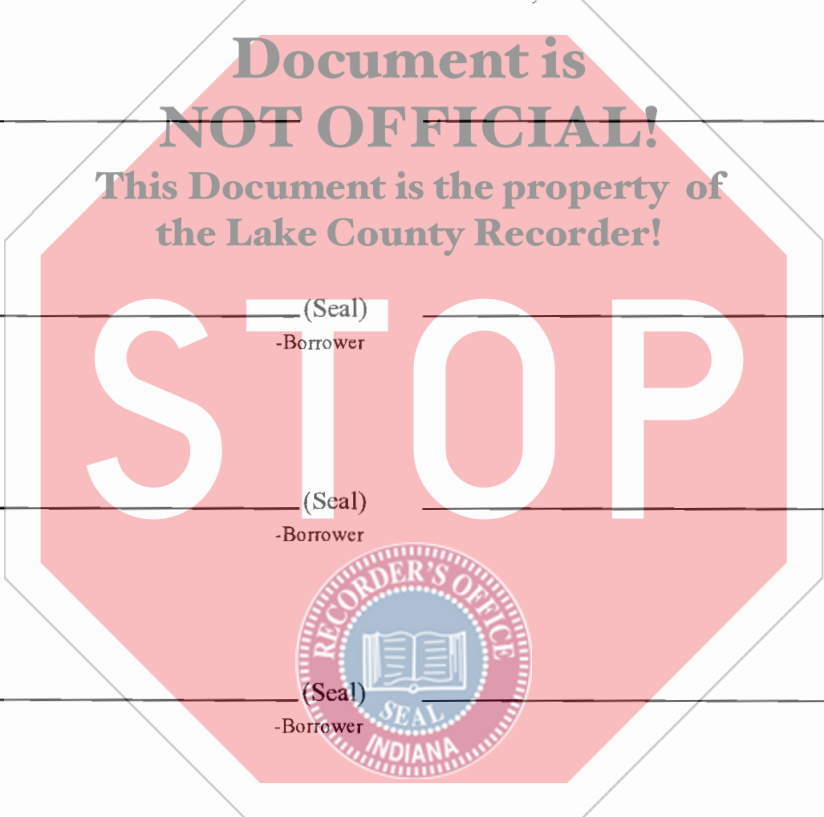 Document is
NOT OFFICIAL!
This Document is the property of
the Lake County Recorder!
(Seal)
-Borrower
STOP
(Seal)
-Borrower
RECORDER'S OFFICE
(Seal)
SEAL
-Borrower
INDIANA